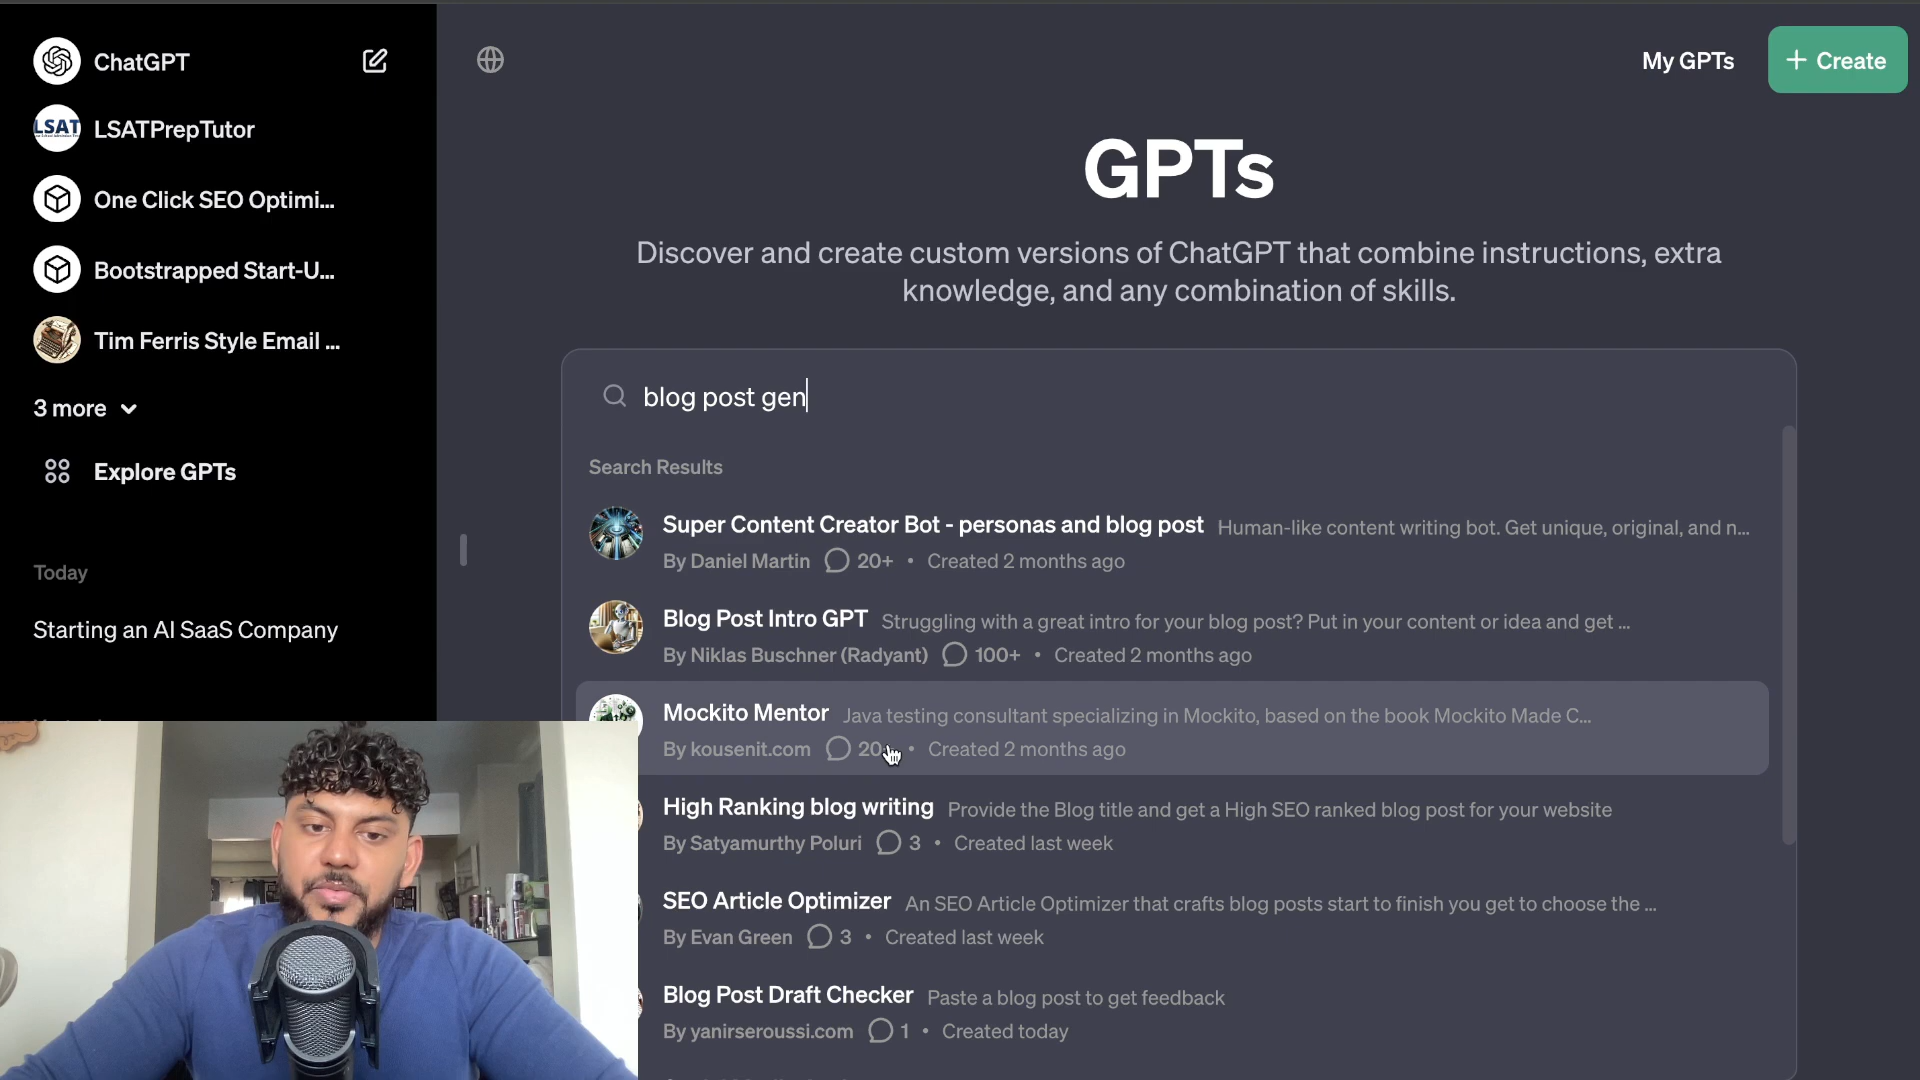 ChatGPT
LSAT LSATPrepTutor
One Click SEO Optimi...
Bootstrapped Start-U...
Tim Ferris Style Email ...
3 more
Explore GPTs
Today
Starting an AI SaaS Company
My GPTs
+ Create
GPTs
Discover and create custom versions of ChatGPT that combine instructions, extra
knowledge, and any combination of skills.
blog post gen
Search Results
Super Content Creator Bot - personas and blog post Human-like content writing bot. Get unique, original, and n...
By Daniel Martin 20+ • Created 2 months ago
Blog Post Intro GPT Struggling with a great intro for your blog post? Put in your content or idea and get ...
By Niklas Buschner (Radyant) 100+ • Created 2 months ago
Mockito Mentor Java testing consultant specializing in Mockito, based on the book Mockito Made C...
By kousenit.com 20 • Created 2 months ago
High Ranking blog writing Provide the Blog title and get a High SEO ranked blog post for your website
By Satyamurthy Poluri 3 • Created last week
SEO Article Optimizer An SEO Article Optimizer that crafts blog posts start to finish you get to choose the ...
By Evan Green 3 • Created last week
Blog Post Draft Checker Paste a blog post to get feedback
By yanirseroussi.com 1 • Created today